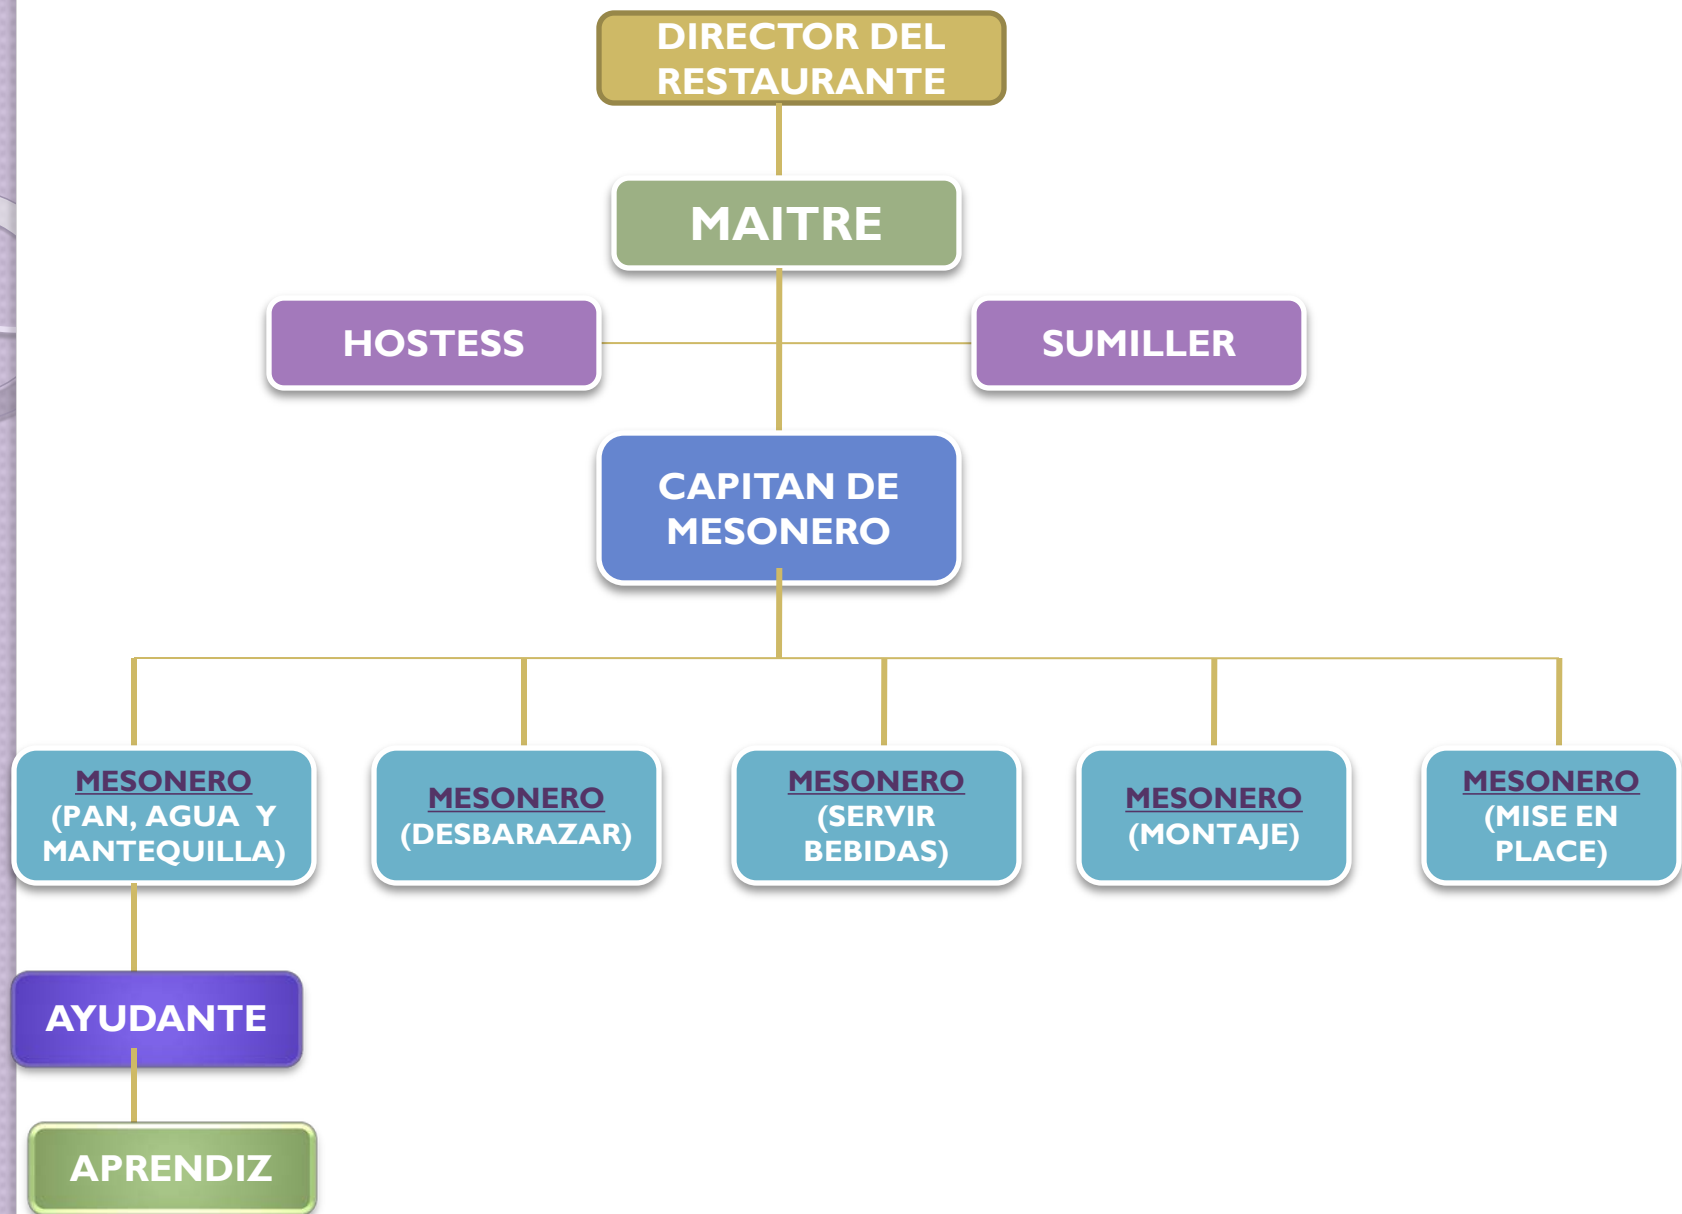 DIRECTOR DEL
RESTAURANTE
MAITRE
HOSTESS
SUMILLER
CAPITAN DE
MESONERO
MESONERO
(PAN, AGUA Y
MANTEQUILLA)
MESONERO
(DESBARAZAR)
MESONERO
(SERVIR
BEBIDAS)
MESONERO
(MONTAJE)
MESONERO
(MISE EN
PLACE)
AYUDANTE
APRENDIZ